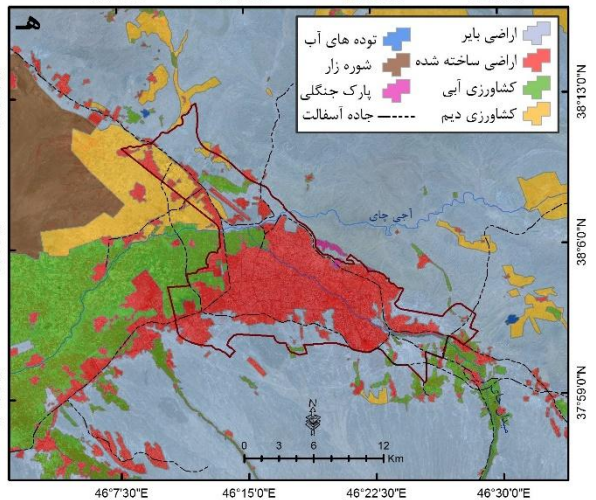 هـ
اراضی بایر
توده های آب
اراضی ساخته شده
شوره زار
کشاورزی آبی
پارک جنگلی
کشاورزی دیم
جاده آسفالت
38°13'0"N
آجی چای
38°6'0"N
37°59'0"N
N
0 3 6 12
Km
46°7'30"E 46°15'0"E 46°22'30"E 46°30'0"E